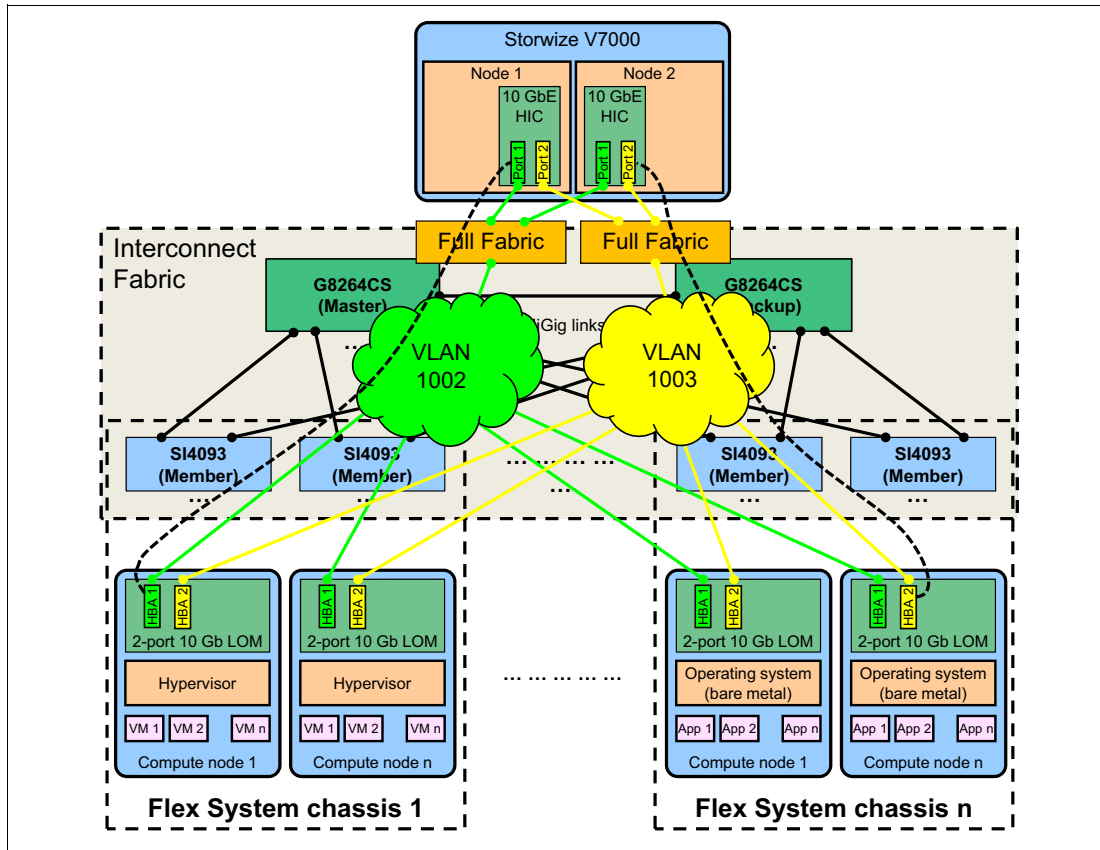 Storwize V7000
Node 1
Node 2
10 GbE
HIC
10 GbE
HIC
Port 1
Port 2
Port 1
Port 2
Full Fabric
Full Fabric
Interconnect
Fabric
G8264CS
(Master)
G8264CS
ckup)
iGig links
...
...
VLAN
1002
VLAN
1003
SI4093
(Member)
SI4093
(Member)
SI4093
(Member)
SI4093
(Member)
...
...
... ... ... ... ...
...
...
...
HBA 1
HBA 2
HBA 1
HBA 2
HBA 1
HBA 2
HBA 1
HBA 2
2-port 10 Gb LOM
2-port 10 Gb LOM
2-port 10 Gb LOM
2-port 10 Gb LOM
Hypervisor
Hypervisor
... ... ... ... ...
Operating system
(bare metal)
Operating system
(bare metal)
VM 1
VM 2
VM n
VM 1
VM 2
VM n
App 1
App 2
App n
App 1
App 2
App n
Compute node 1
Compute node n
Compute node 1
Compute node n
Flex System chassis 1
Flex System chassis n